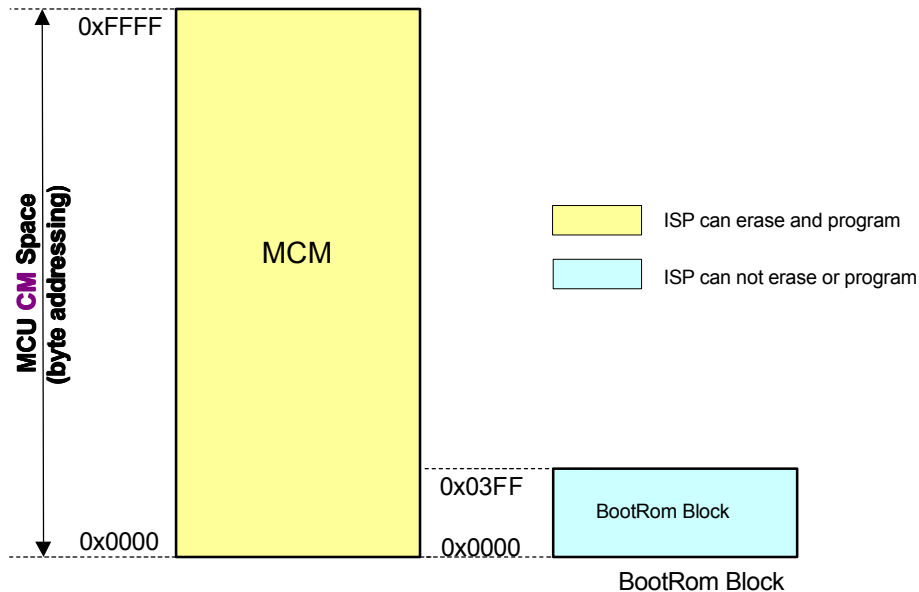 0xFFFF
MCU CM Space
(byte addressing)
MCM
ISP can erase and program
ISP can not erase or program
0x03FF
BootRom Block
0x0000
0x0000
BootRom Block